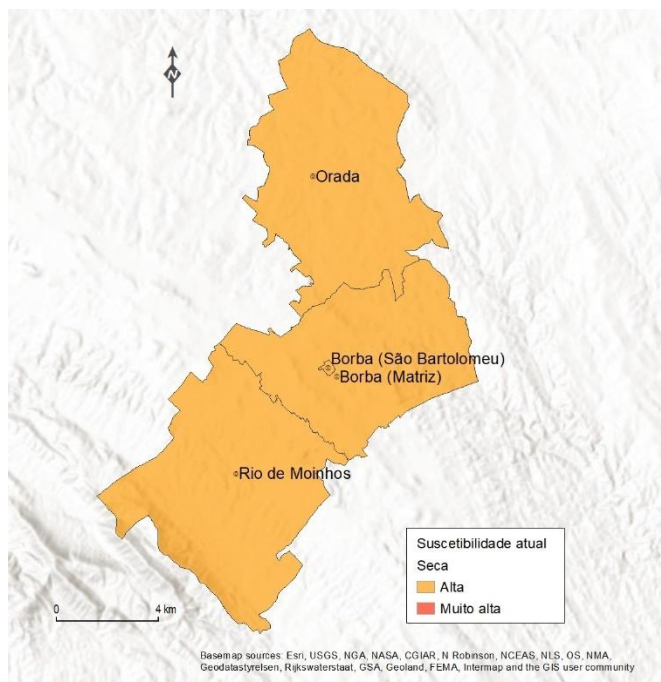 N
Orada
Borba (São Bartolomeu)
Borba (Matriz)
Rio de Moinhos
Suscetibilidade atual
Seca
Alta
Muito alta
0 4 km
Basemap sources: Esri, USGS, NGA, NASA, CGIAR, N Robinson, NCEAS, NLS, OS, NMA,
Geodatastyrelsen, Rijkswaterstaat, GSA, Geoland, FEMA, Intermap and the GIS user community